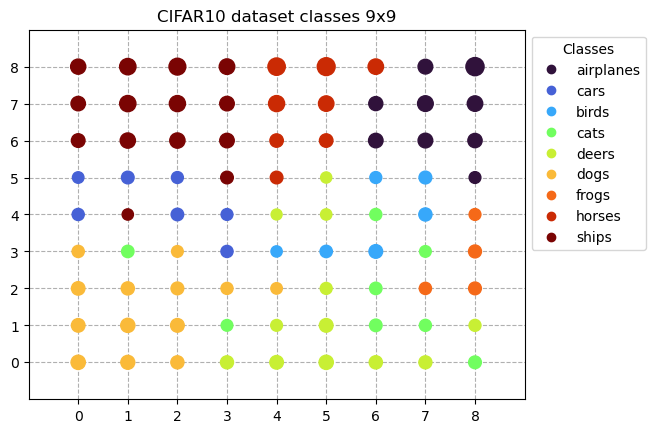 CIFAR10 dataset classes 9x9
8
7
6
5
4
3
2
1
0
0 1 2 3 4 5 6 7 8
Classes
airplanes
cars
birds
cats
deers
dogs
frogs
horses
ships